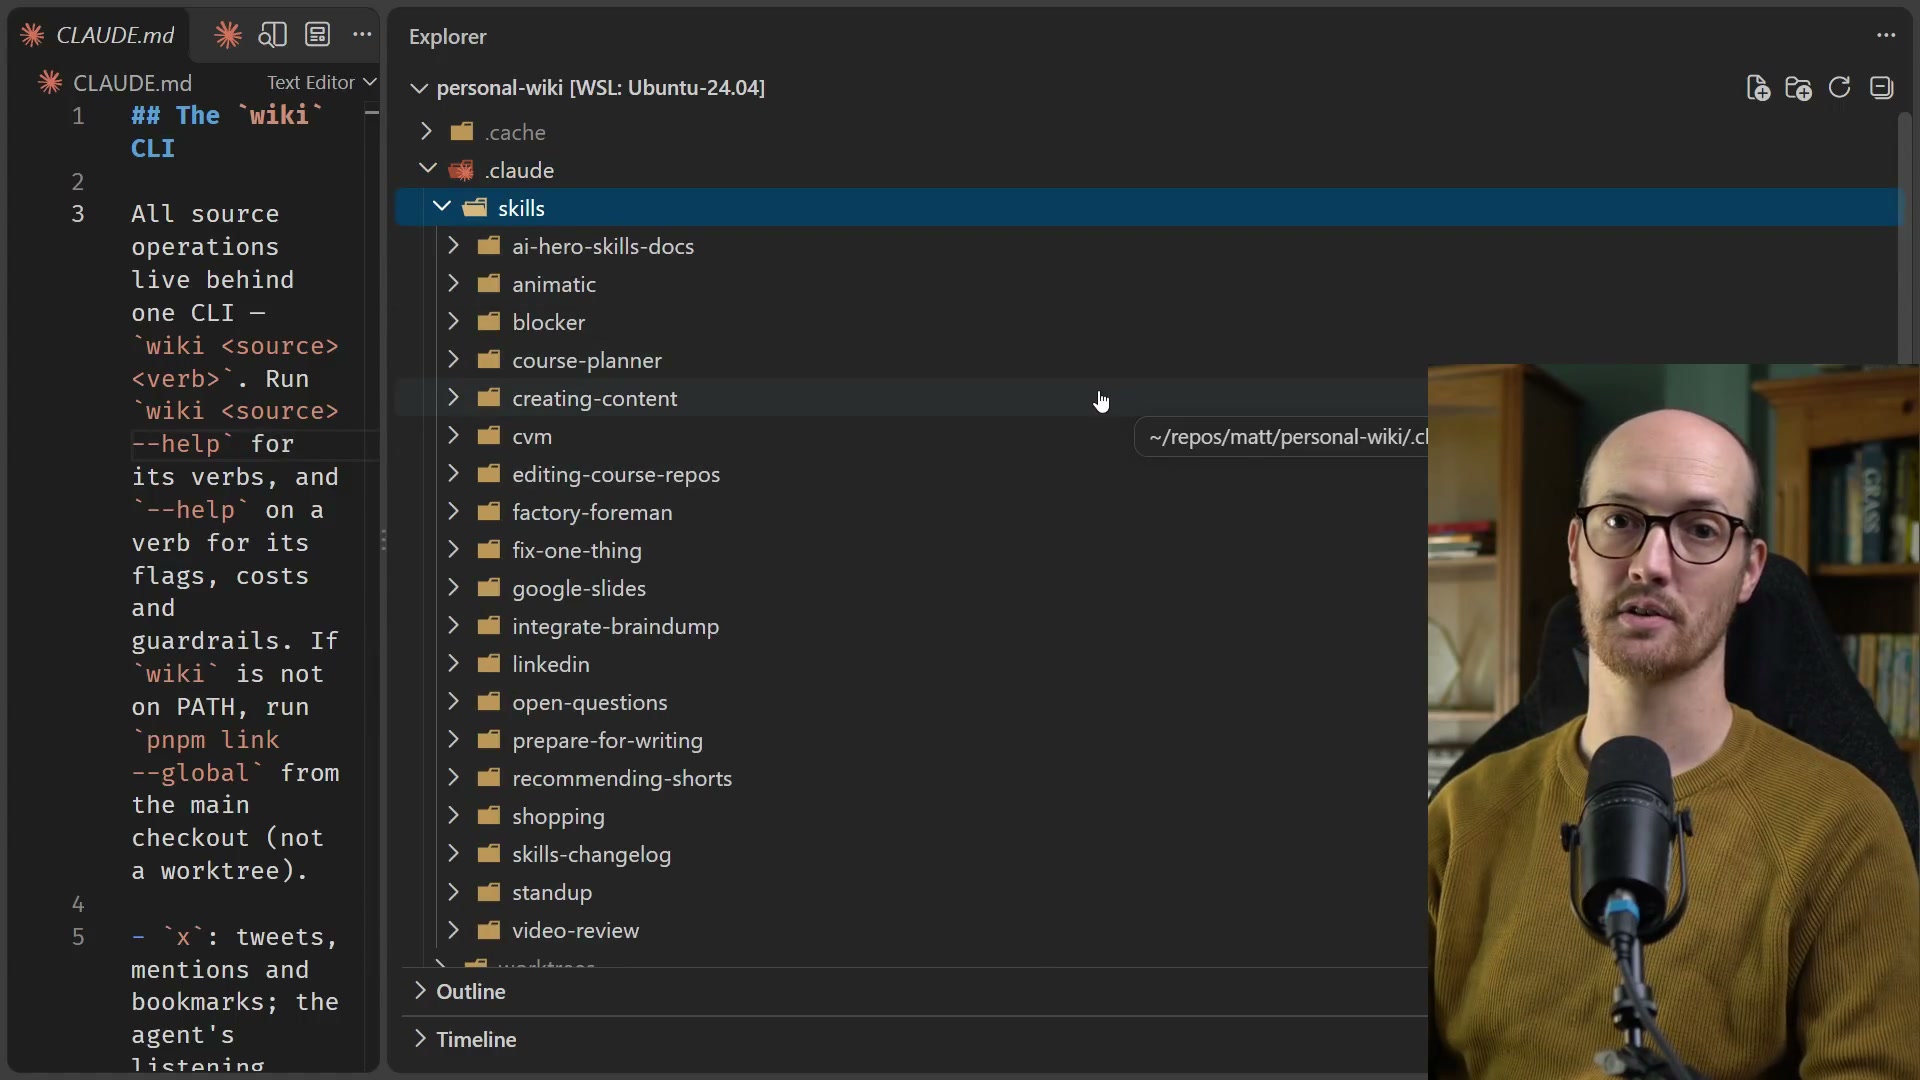 CLAUDE.md
CLAUDE.md
Text Editor
1 ## The `wiki`
CLI
2
3 All source
operations
live behind
one CLI —
`wiki <source>
<verb>`. Run
`wiki <source>
--help` for
its verbs, and
`--help` on a
verb for its
flags, costs
and
guardrails. If
`wiki` is not
on PATH, run
`pnpm link
--global` from
the main
checkout (not
a worktree).
4
5 - `x`: tweets,
mentions and
bookmarks; the
agent's
listening
Explorer
personal-wiki [WSL: Ubuntu-24.04]
.cache
.claude
skills
ai-hero-skills-docs
animatic
blocker
course-planner
creating-content
cvm
~/repos/matt/personal-wiki/.cl
editing-course-repos
factory-foreman
fix-one-thing
google-slides
integrate-braindump
linkedin
open-questions
prepare-for-writing
recommending-shorts
shopping
skills-changelog
standup
video-review
worktrees
Outline
Timeline